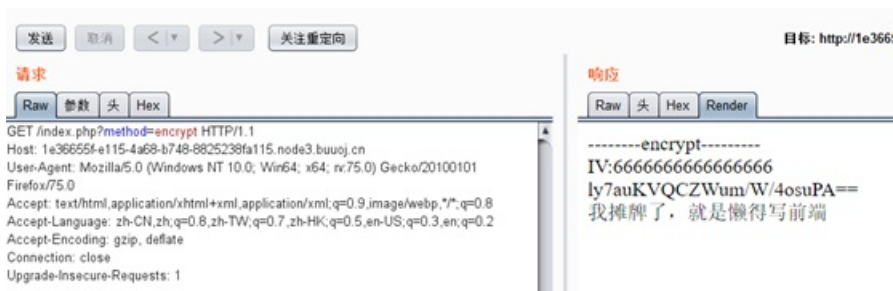 发送 取消 < > 关注重定向
目标: http://1e366
请求
Raw 参数 头 Hex
GET /index.php?method=encrypt HTTP/1.1
Host: 1e36655f-e115-4a68-b748-8825238fa115.node3.buuoj.cn
User-Agent: Mozilla/5.0 (Windows NT 10.0; Win64; x64; rv:75.0) Gecko/20100101
Firefox/75.0
Accept: text/html,application/xhtml+xml,application/xml;q=0.9,image/webp,*/*;q=0.8
Accept-Language: zh-CN,zh;q=0.8,zh-TW;q=0.7,zh-HK;q=0.5,en-US;q=0.3,en;q=0.2
Accept-Encoding: gzip, deflate
Connection: close
Upgrade-Insecure-Requests: 1
响应
Raw 头 Hex Render
--------encrypt---------
IV:6666666666666666
ly7auKVQCZWum/W/4osuPA==
我摊牌了，就是懒得写前端